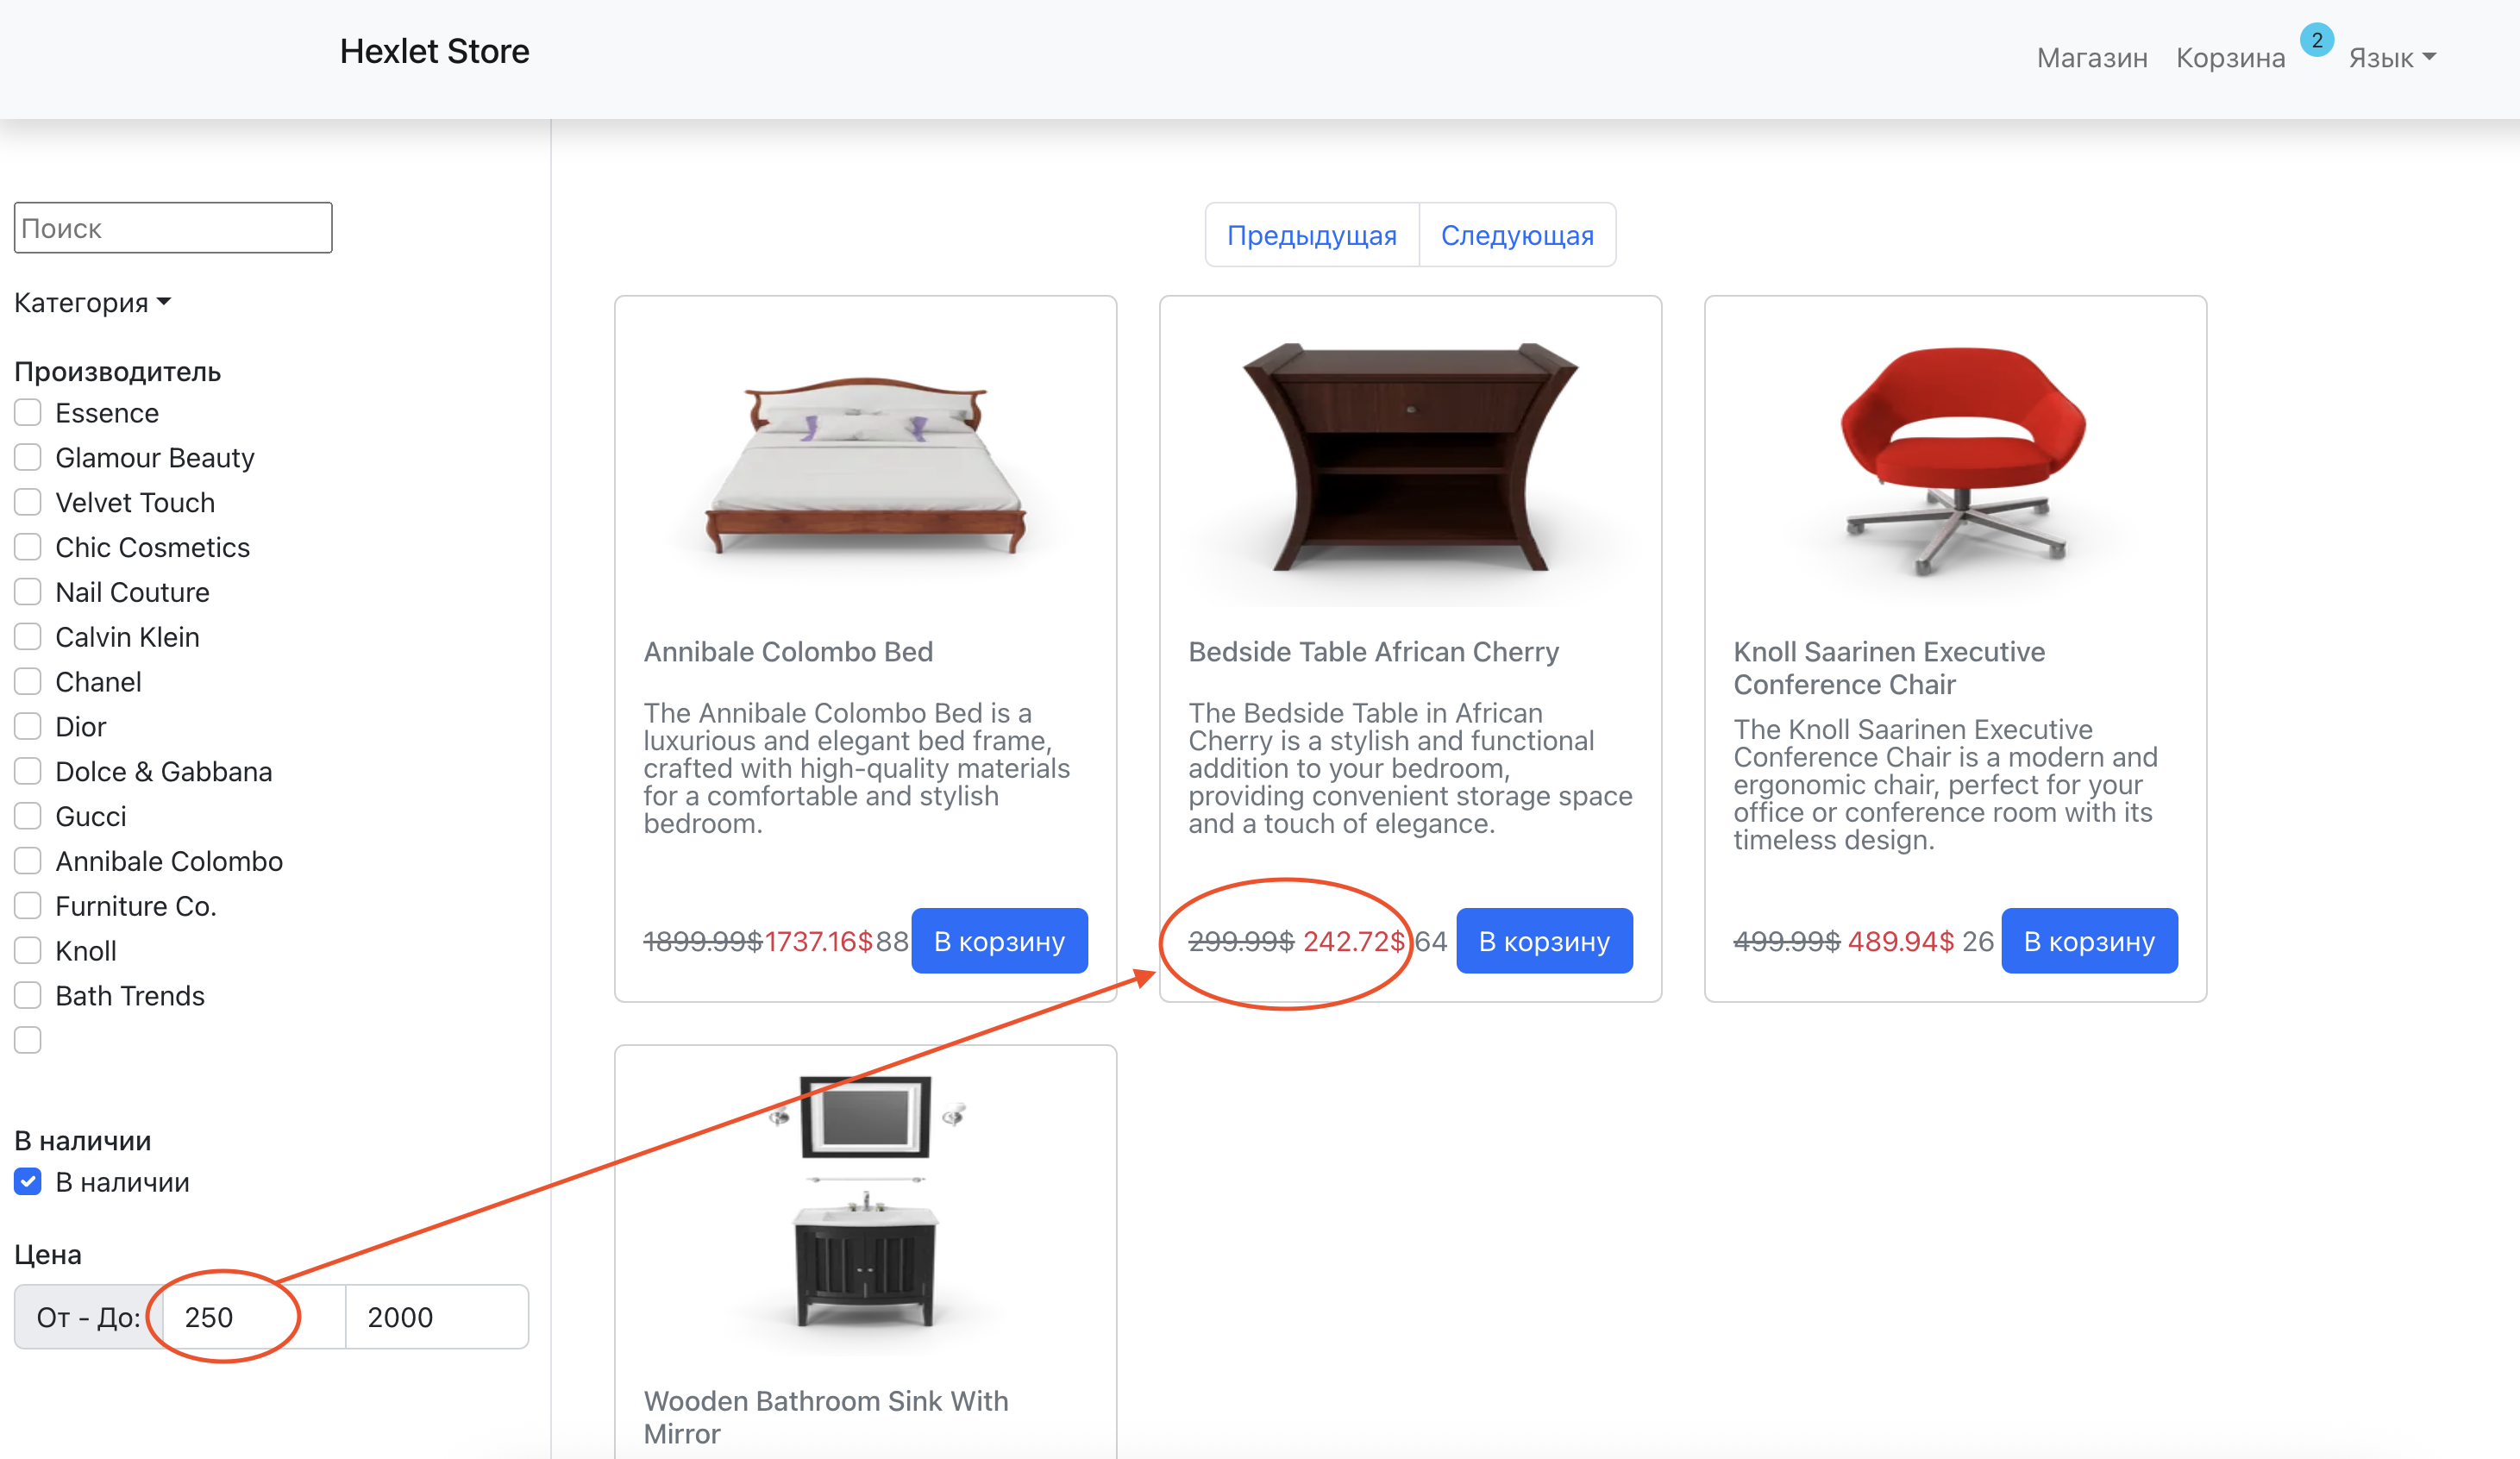 Hexlet Store
Магазин Корзина 2 Язык
Поиск
Категория
Производитель
Essence
Glamour Beauty
Velvet Touch
Chic Cosmetics
Nail Couture
Calvin Klein
Chanel
Dior
Dolce & Gabbana
Gucci
Annibale Colombo
Furniture Co.
Knoll
Bath Trends
В наличии
В наличии
Цена
От - До: 250 2000
Предыдущая Следующая
Annibale Colombo Bed
The Annibale Colombo Bed is a
luxurious and elegant bed frame,
crafted with high-quality materials
for a comfortable and stylish
bedroom.
1899.99$ 1737.16$ 88 В корзину
Bedside Table African Cherry
The Bedside Table in African
Cherry is a stylish and functional
addition to your bedroom,
providing convenient storage space
and a touch of elegance.
299.99$ 242.72$ 64 В корзину
Knoll Saarinen Executive
Conference Chair
The Knoll Saarinen Executive
Conference Chair is a modern and
ergonomic chair, perfect for your
office or conference room with its
timeless design.
499.99$ 489.94$ 26 В корзину
Wooden Bathroom Sink With
Mirror